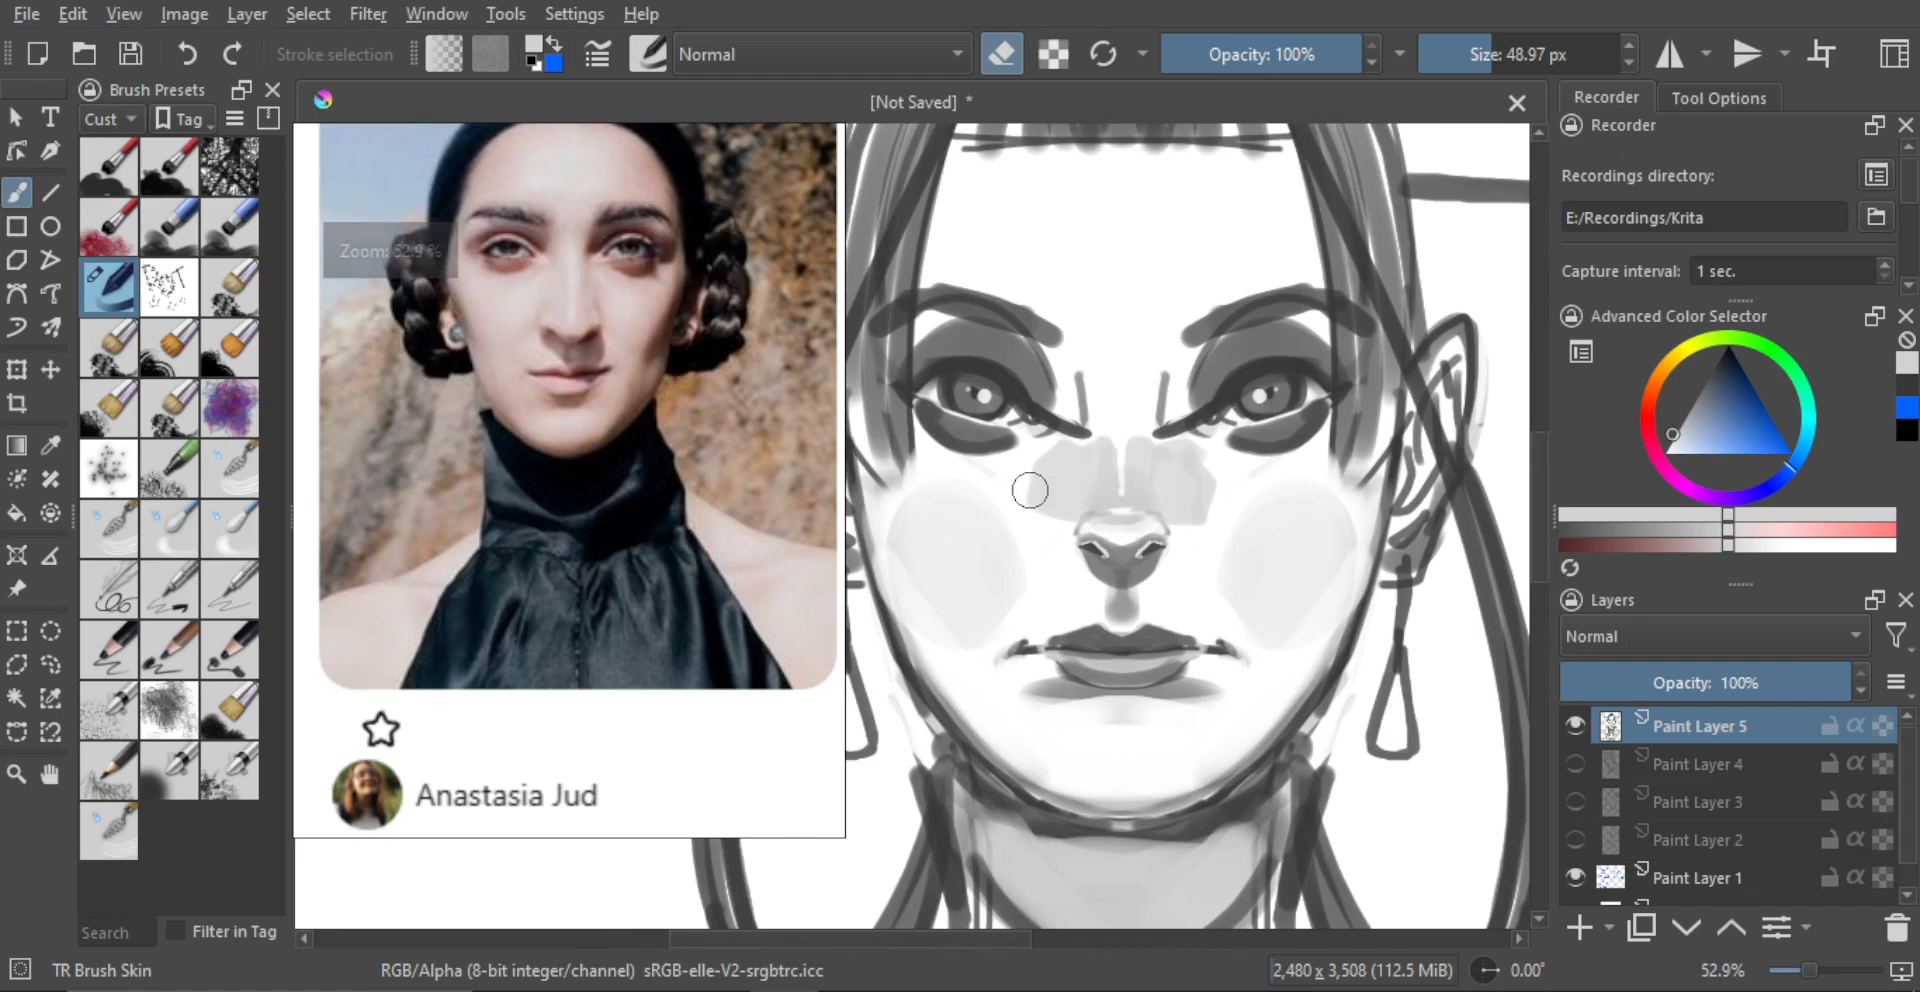 File Edit View Image Layer Select Filter Window Tools Settings Help
Stroke selection Normal Opacity: 100% Size: 48.97 px
Brush Presets
Cust Tag
[Not Saved] *
Zoom: 52.9 %
Anastasia Jud
Search Filter in Tag
Recorder Tool Options
Recorder
Recordings directory:
E:/Recordings/Krita
Capture interval: 1 sec.
Advanced Color Selector
Layers
Normal
Opacity: 100%
Paint Layer 5
Paint Layer 4
Paint Layer 3
Paint Layer 2
Paint Layer 1
TR Brush Skin RGB/Alpha (8-bit integer/channel) sRGB-elle-V2-srgbtrc.icc 2,480 x 3,508 (112.5 MiB) 0.00° 52.9%